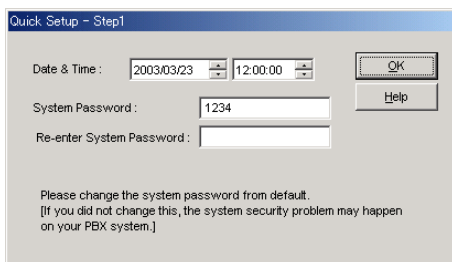 Quick Setup - Step1
Date & Time : 2003/03/23 12:00:00 OK
Help
System Password : 1234
Re-enter System Password :
Please change the system password from default.
[If you did not change this, the system security problem may happen
on your PBX system.]